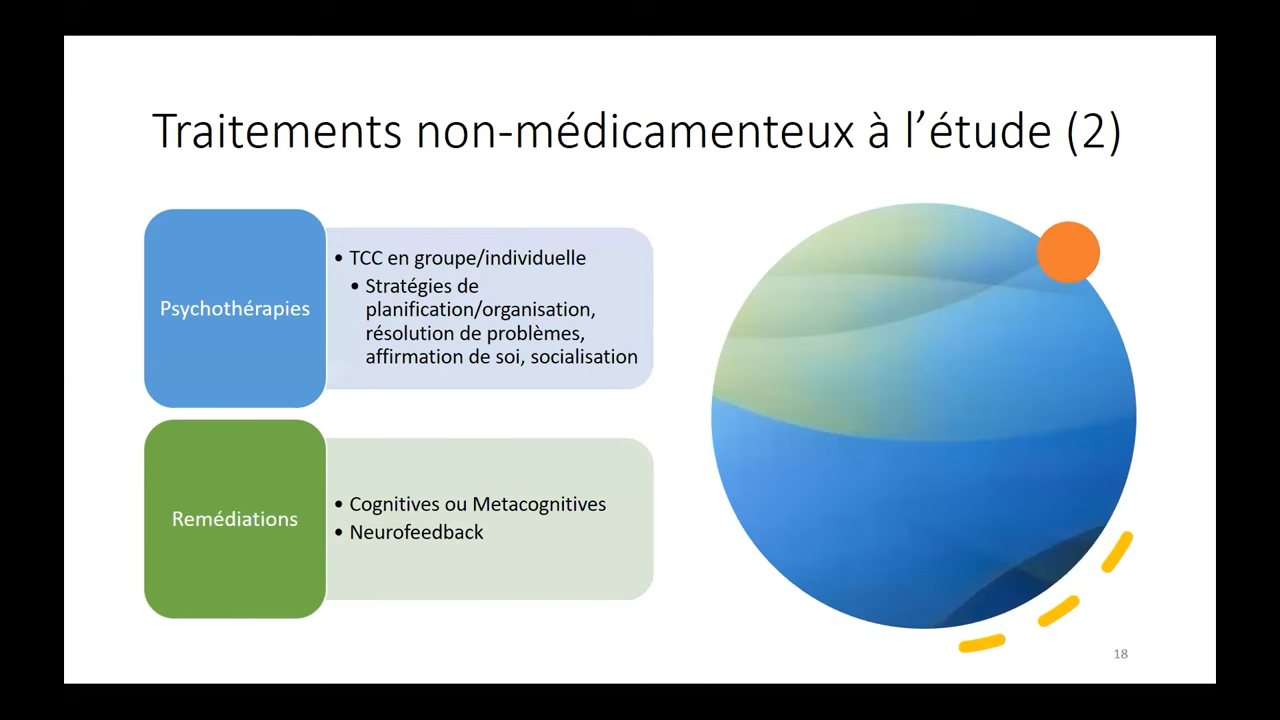 Traitements non-médicamenteux à l’étude (2)
Psychothérapies
• TCC en groupe/individuelle
• Stratégies de
planification/organisation,
résolution de problèmes,
affirmation de soi, socialisation
Remédiations
• Cognitives ou Metacognitives
• Neurofeedback
18